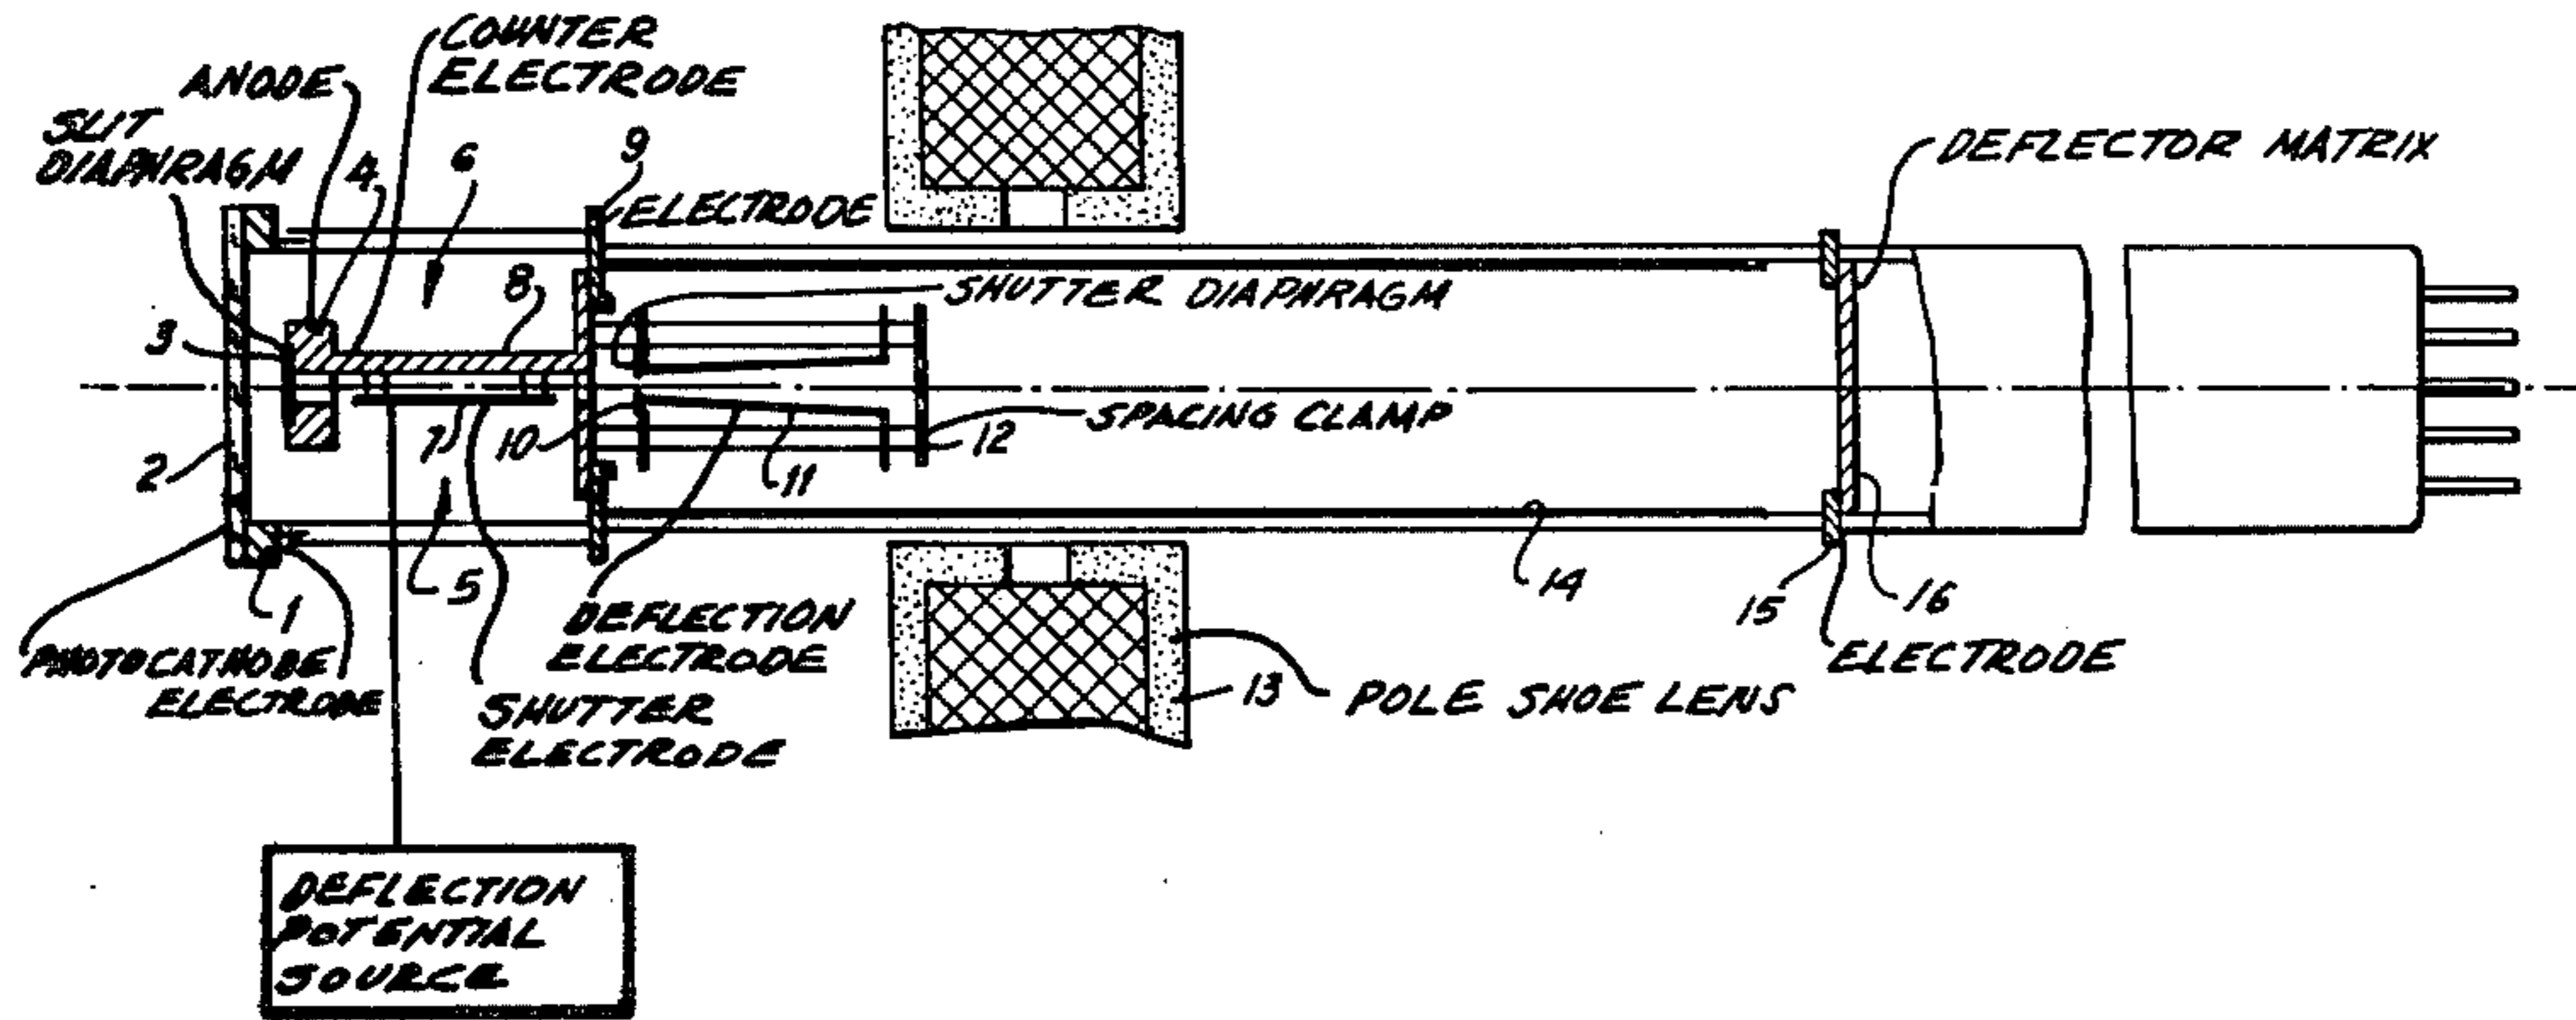 COUNTER
ELECTRODE
ANODE
SLIT
DIAPHRAGM
4
6
9
ELECTRODE
DEFLECTOR MATRIX
3
8
SHUTTER DIAPHRAGM
2
7
10
11
SPACING CLAMP
12
1
5
14
15
16
PHOTOCATHODE
ELECTRODE
DEFLECTION
ELECTRODE
SHUTTER
ELECTRODE
13
POLE SHOE LENS
ELECTRODE
DEFLECTION
POTENTIAL
SOURCE